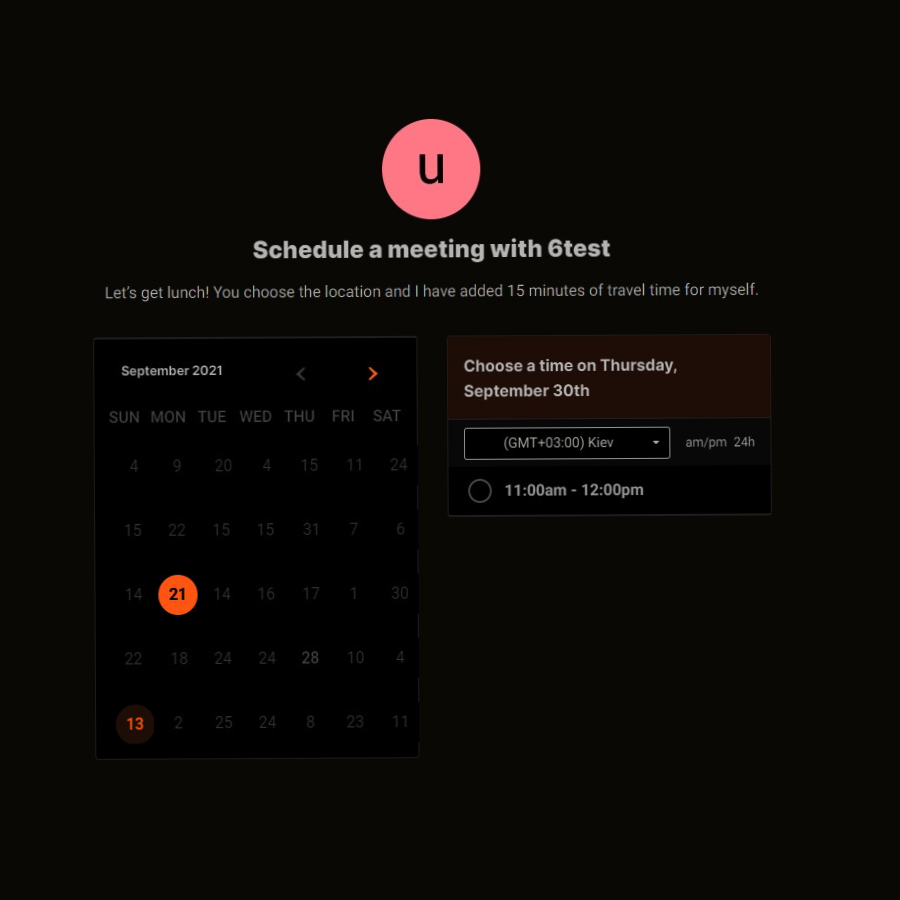 u
Schedule a meeting with 6test
Let's get lunch! You choose the location and I have added 15 minutes of travel time for myself.
September 2021
SUN MON TUE WED THU FRI SAT
4 9 20 4 15 11 24
15 22 15 15 31 7 6
14 21 14 16 17 1 30
22 18 24 24 28 10 4
13 2 25 24 8 23 11
Choose a time on Thursday,
September 30th
(GMT+03:00) Kiev am/pm 24h
11:00am - 12:00pm